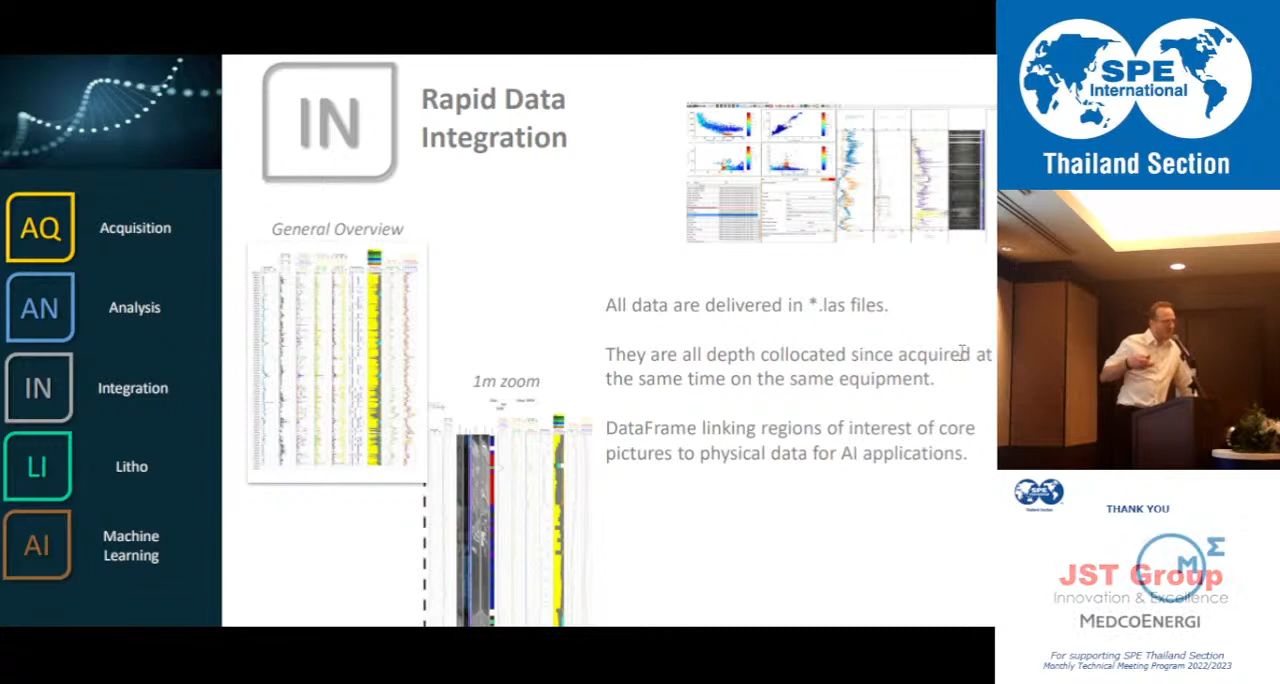 IN
Rapid Data
Integration
AQ
Acquisition
AN
Analysis
IN
Integration
LI
Litho
AI
Machine
Learning
General Overview
1m zoom
All data are delivered in *.las files.
They are all depth collocated since acquired at
the same time on the same equipment.
DataFrame linking regions of interest of core
pictures to physical data for AI applications.
SPE
International
Thailand Section
SPE
International
Thailand Section
THANK YOU
M Σ
JST Group
Innovation & Excellence
MEDCOENERGI
For supporting SPE Thailand Section
Monthly Technical Meeting Program 2022/2023